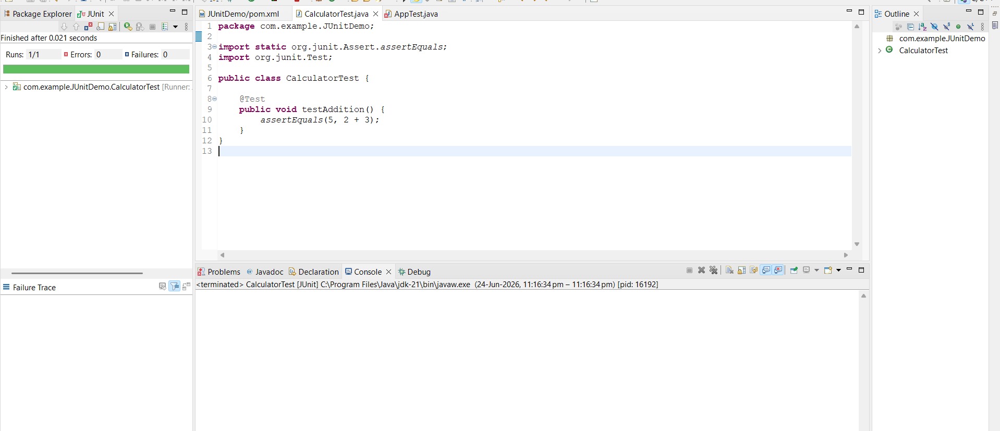 Package Explorer
JUnit
Finished after 0.021 seconds
Runs: 1/1 Errors: 0 Failures: 0
com.example.JUnitDemo.CalculatorTest [Runner:
Failure Trace
JUnitDemo/pom.xml
CalculatorTest.java
AppTest.java
1 package com.example.JUnitDemo;
2
3 import static org.junit.Assert.assertEquals;
4 import org.junit.Test;
5
6 public class CalculatorTest {
7
8 @Test
9 public void testAddition() {
10 assertEquals(5, 2 + 3);
11 }
12 }
13
Problems
Javadoc
Declaration
Console
Debug
<terminated> CalculatorTest [JUnit] C:\Program Files\Java\jdk-21\bin\javaw.exe (24-Jun-2026, 11:16:34 pm – 11:16:34 pm) [pid: 16192]
Outline
com.example.JUnitDemo
CalculatorTest